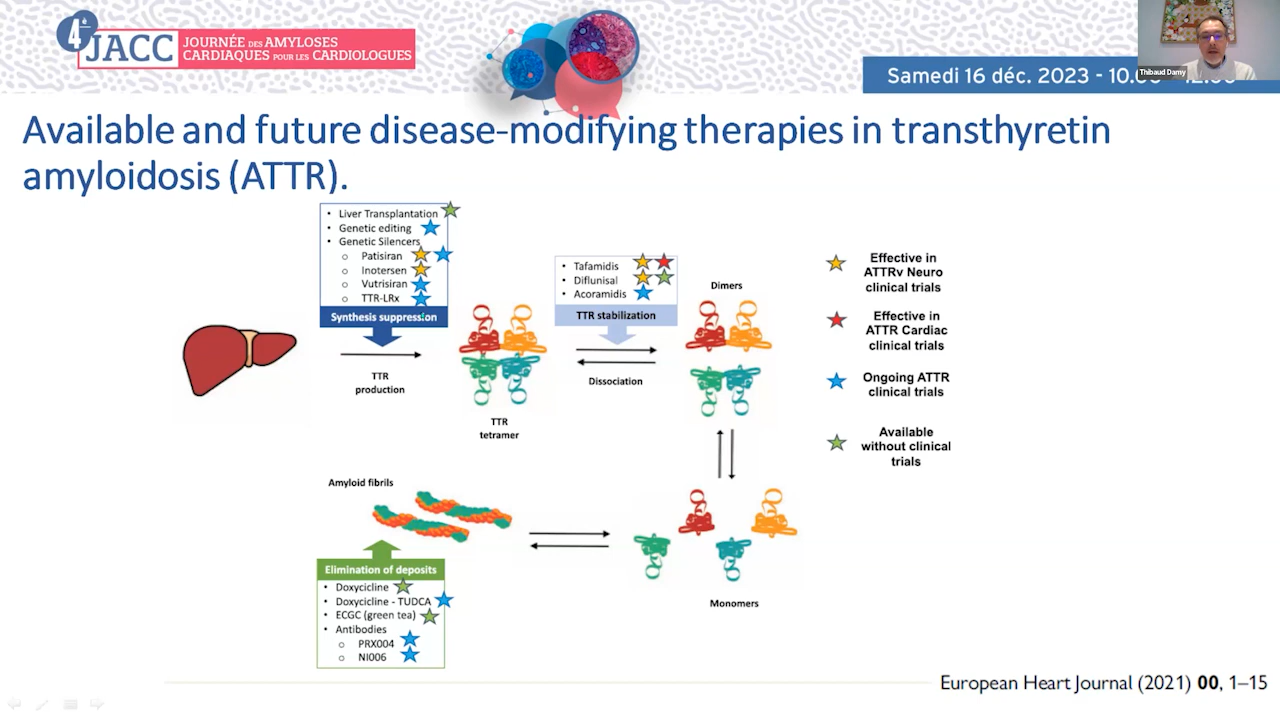 4è
JACC
JOURNÉE DES AMYLOSES
CARDIAQUES POUR LES CARDIOLOGUES
Thibaud Damy
Samedi 16 déc. 2023 - 10.
Available and future disease-modifying therapies in transthyretin
amyloidosis (ATTR).
• Liver Transplantation
• Genetic editing
• Genetic Silencers
o Patisiran
o Inotersen
o Vutrisiran
o TTR-LRx
Synthesis suppression
TTR
production
TTR
tetramer
• Tafamidis
• Diflunisal
• Acoramidis
TTR stabilization
Dissociation
Dimers
Monomers
Amyloid fibrils
Elimination of deposits
• Doxycicline
• Doxycicline - TUDCA
• ECGC (green tea)
• Antibodies
o PRX004
o NI006
Effective in
ATTRv Neuro
clinical trials
Effective in
ATTR Cardiac
clinical trials
Ongoing ATTR
clinical trials
Available
without clinical
trials
European Heart Journal (2021) 00, 1–15